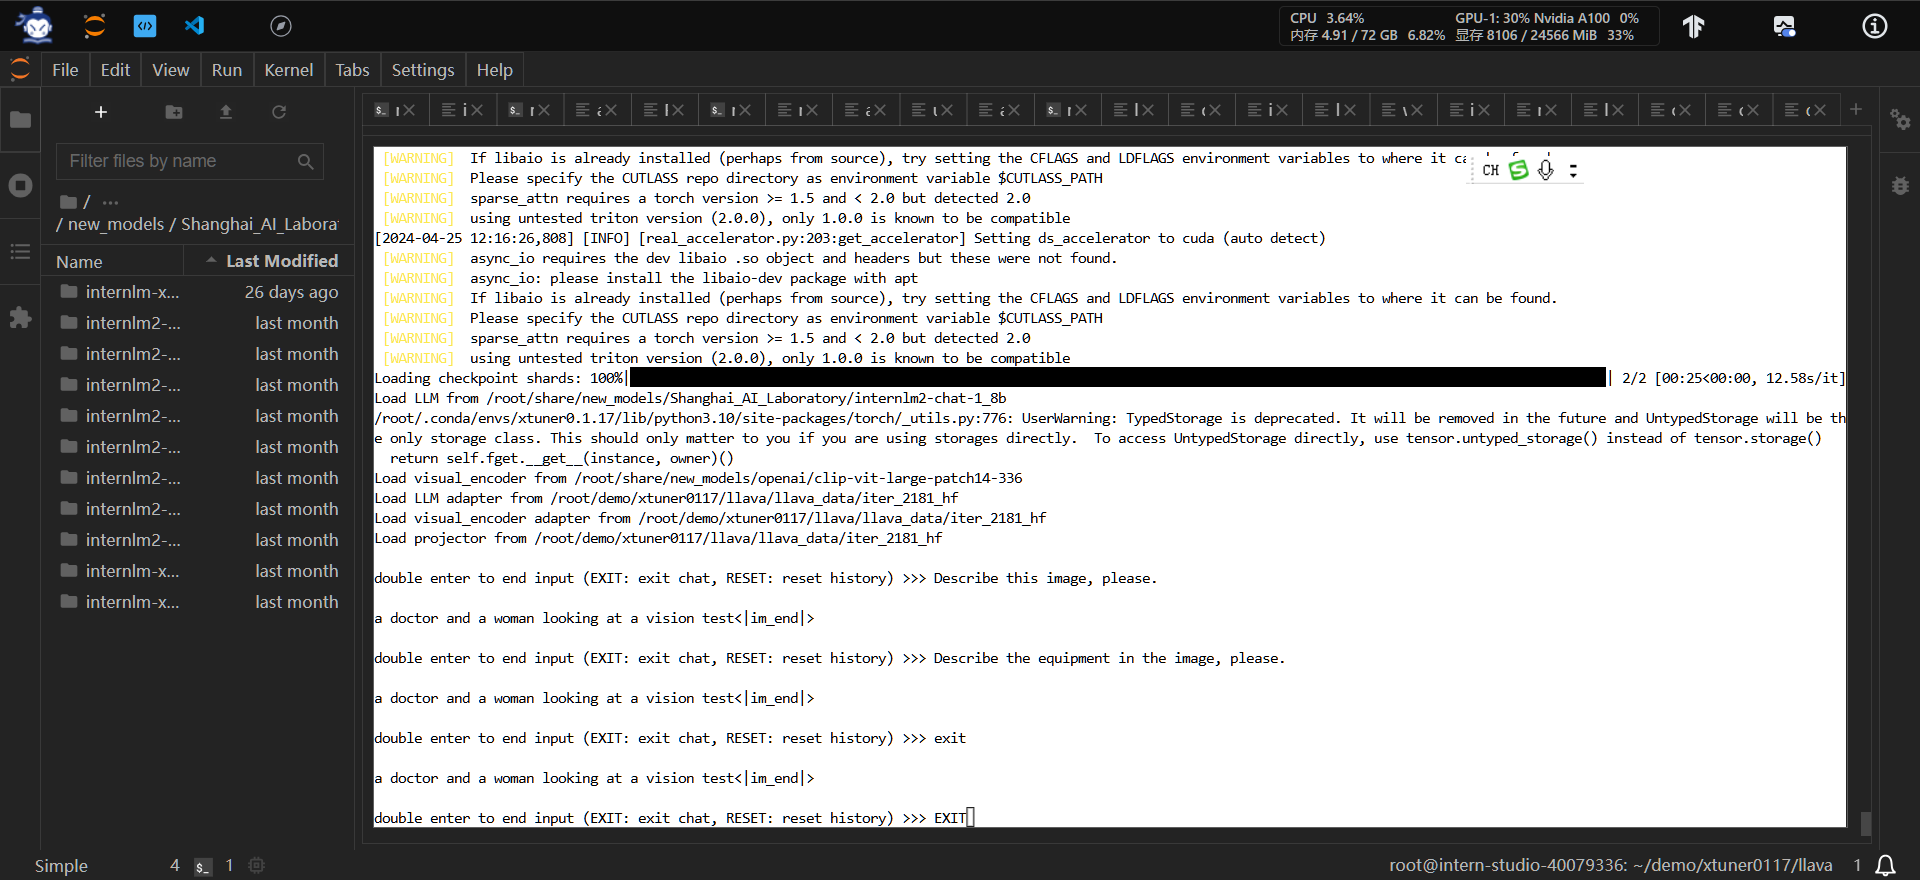 CPU 3.64% GPU-1: 30% Nvidia A100 0%
内存 4.91 / 72 GB 6.82% 显存 8106 / 24566 MiB 33%
File Edit View Run Kernel Tabs Settings Help
Filter files by name
/ ...
/ new_models / Shanghai_AI_Labora
Name Last Modified
internlm-x... 26 days ago
internlm2-... last month
internlm2-... last month
internlm2-... last month
internlm2-... last month
internlm2-... last month
internlm2-... last month
internlm2-... last month
internlm2-... last month
internlm-x... last month
internlm-x... last month
[WARNING] If libaio is already installed (perhaps from source), try setting the CFLAGS and LDFLAGS environment variables to where it
CH
[WARNING] Please specify the CUTLASS repo directory as environment variable $CUTLASS_PATH
[WARNING] sparse_attn requires a torch version >= 1.5 and < 2.0 but detected 2.0
[WARNING] using untested triton version (2.0.0), only 1.0.0 is known to be compatible
[2024-04-25 12:16:26,808] [INFO] [real_accelerator.py:203:get_accelerator] Setting ds_accelerator to cuda (auto detect)
[WARNING] async_io requires the dev libaio .so object and headers but these were not found.
[WARNING] async_io: please install the libaio-dev package with apt
[WARNING] If libaio is already installed (perhaps from source), try setting the CFLAGS and LDFLAGS environment variables to where it can be found.
[WARNING] Please specify the CUTLASS repo directory as environment variable $CUTLASS_PATH
[WARNING] sparse_attn requires a torch version >= 1.5 and < 2.0 but detected 2.0
[WARNING] using untested triton version (2.0.0), only 1.0.0 is known to be compatible
Loading checkpoint shards: 100%| | 2/2 [00:25<00:00, 12.58s/it]
Load LLM from /root/share/new_models/Shanghai_AI_Laboratory/internlm2-chat-1_8b
/root/.conda/envs/xtuner0.1.17/lib/python3.10/site-packages/torch/_utils.py:776: UserWarning: TypedStorage is deprecated. It will be removed in the future and UntypedStorage will be th
e only storage class. This should only matter to you if you are using storages directly.  To access UntypedStorage directly, use tensor.untyped_storage() instead of tensor.storage()
return self.fget.__get__(instance, owner)()
Load visual_encoder from /root/share/new_models/openai/clip-vit-large-patch14-336
Load LLM adapter from /root/demo/xtuner0117/llava/llava_data/iter_2181_hf
Load visual_encoder adapter from /root/demo/xtuner0117/llava/llava_data/iter_2181_hf
Load projector from /root/demo/xtuner0117/llava/llava_data/iter_2181_hf
double enter to end input (EXIT: exit chat, RESET: reset history) >>> Describe this image, please.
a doctor and a woman looking at a vision test<|im_end|>
double enter to end input (EXIT: exit chat, RESET: reset history) >>> Describe the equipment in the image, please.
a doctor and a woman looking at a vision test<|im_end|>
double enter to end input (EXIT: exit chat, RESET: reset history) >>> exit
a doctor and a woman looking at a vision test<|im_end|>
double enter to end input (EXIT: exit chat, RESET: reset history) >>> EXIT
Simple 4 $_ 1 root@intern-studio-40079336: ~/demo/xtuner0117/llava 1